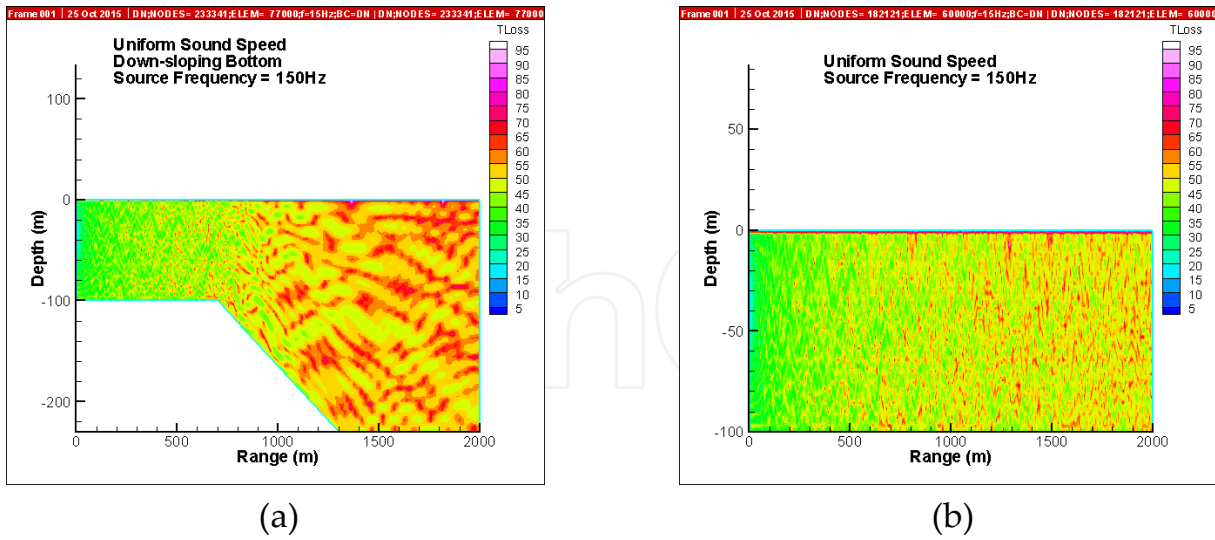 Frame 001 | 25 Oct 2015 | DN;NODES= 233341;ELEM= 77000;f=15Hz;BC=DN | DN;NODES= 233341;ELEM= 77000
TLoss
95
90
85
80
75
70
65
60
55
50
45
40
35
30
25
20
15
10
5
Uniform Sound Speed
Down-sloping Bottom
Source Frequency = 150Hz
Depth (m)
100
0
-100
-200
0 500 1000 1500 2000
Range (m)
(a)
Frame 001 | 25 Oct 2015 | DN;NODES= 182121;ELEM= 60000;f=15Hz;BC=DN | DN;NODES= 182121;ELEM= 6000
TLoss
95
90
85
80
75
70
65
60
55
50
45
40
35
30
25
20
15
10
5
Uniform Sound Speed
Source Frequency = 150Hz
Depth (m)
50
0
-50
-100
0 500 1000 1500 2000
Range (m)
(b)